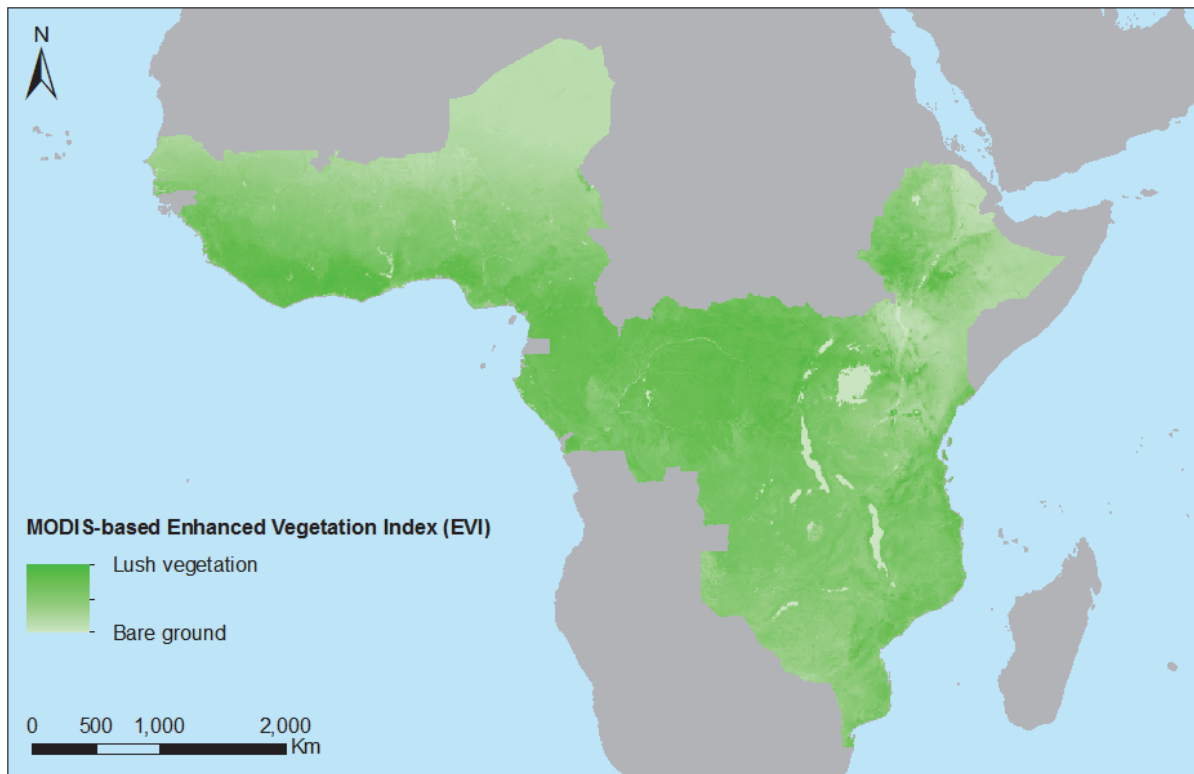 N
MODIS-based Enhanced Vegetation Index (EVI)
Lush vegetation
Bare ground
0 500 1,000 2,000
Km